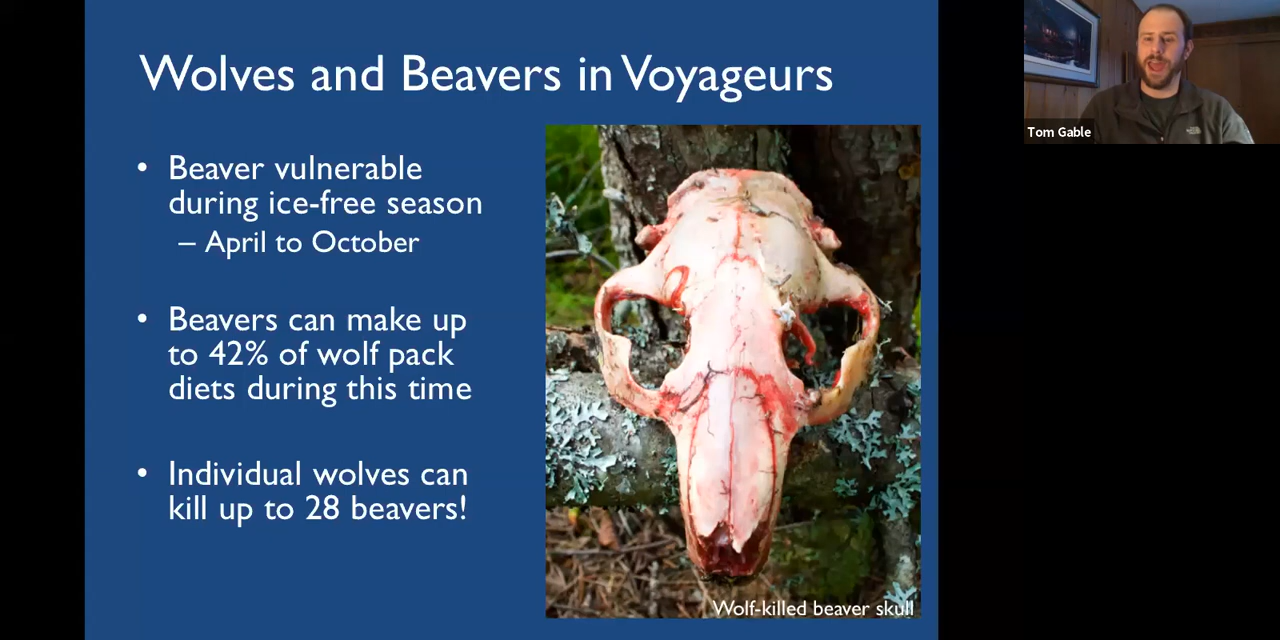 Wolves and Beavers in Voyageurs
• Beaver vulnerable
during ice-free season
– April to October
• Beavers can make up
to 42% of wolf pack
diets during this time
• Individual wolves can
kill up to 28 beavers!
Wolf-killed beaver skull
Tom Gable